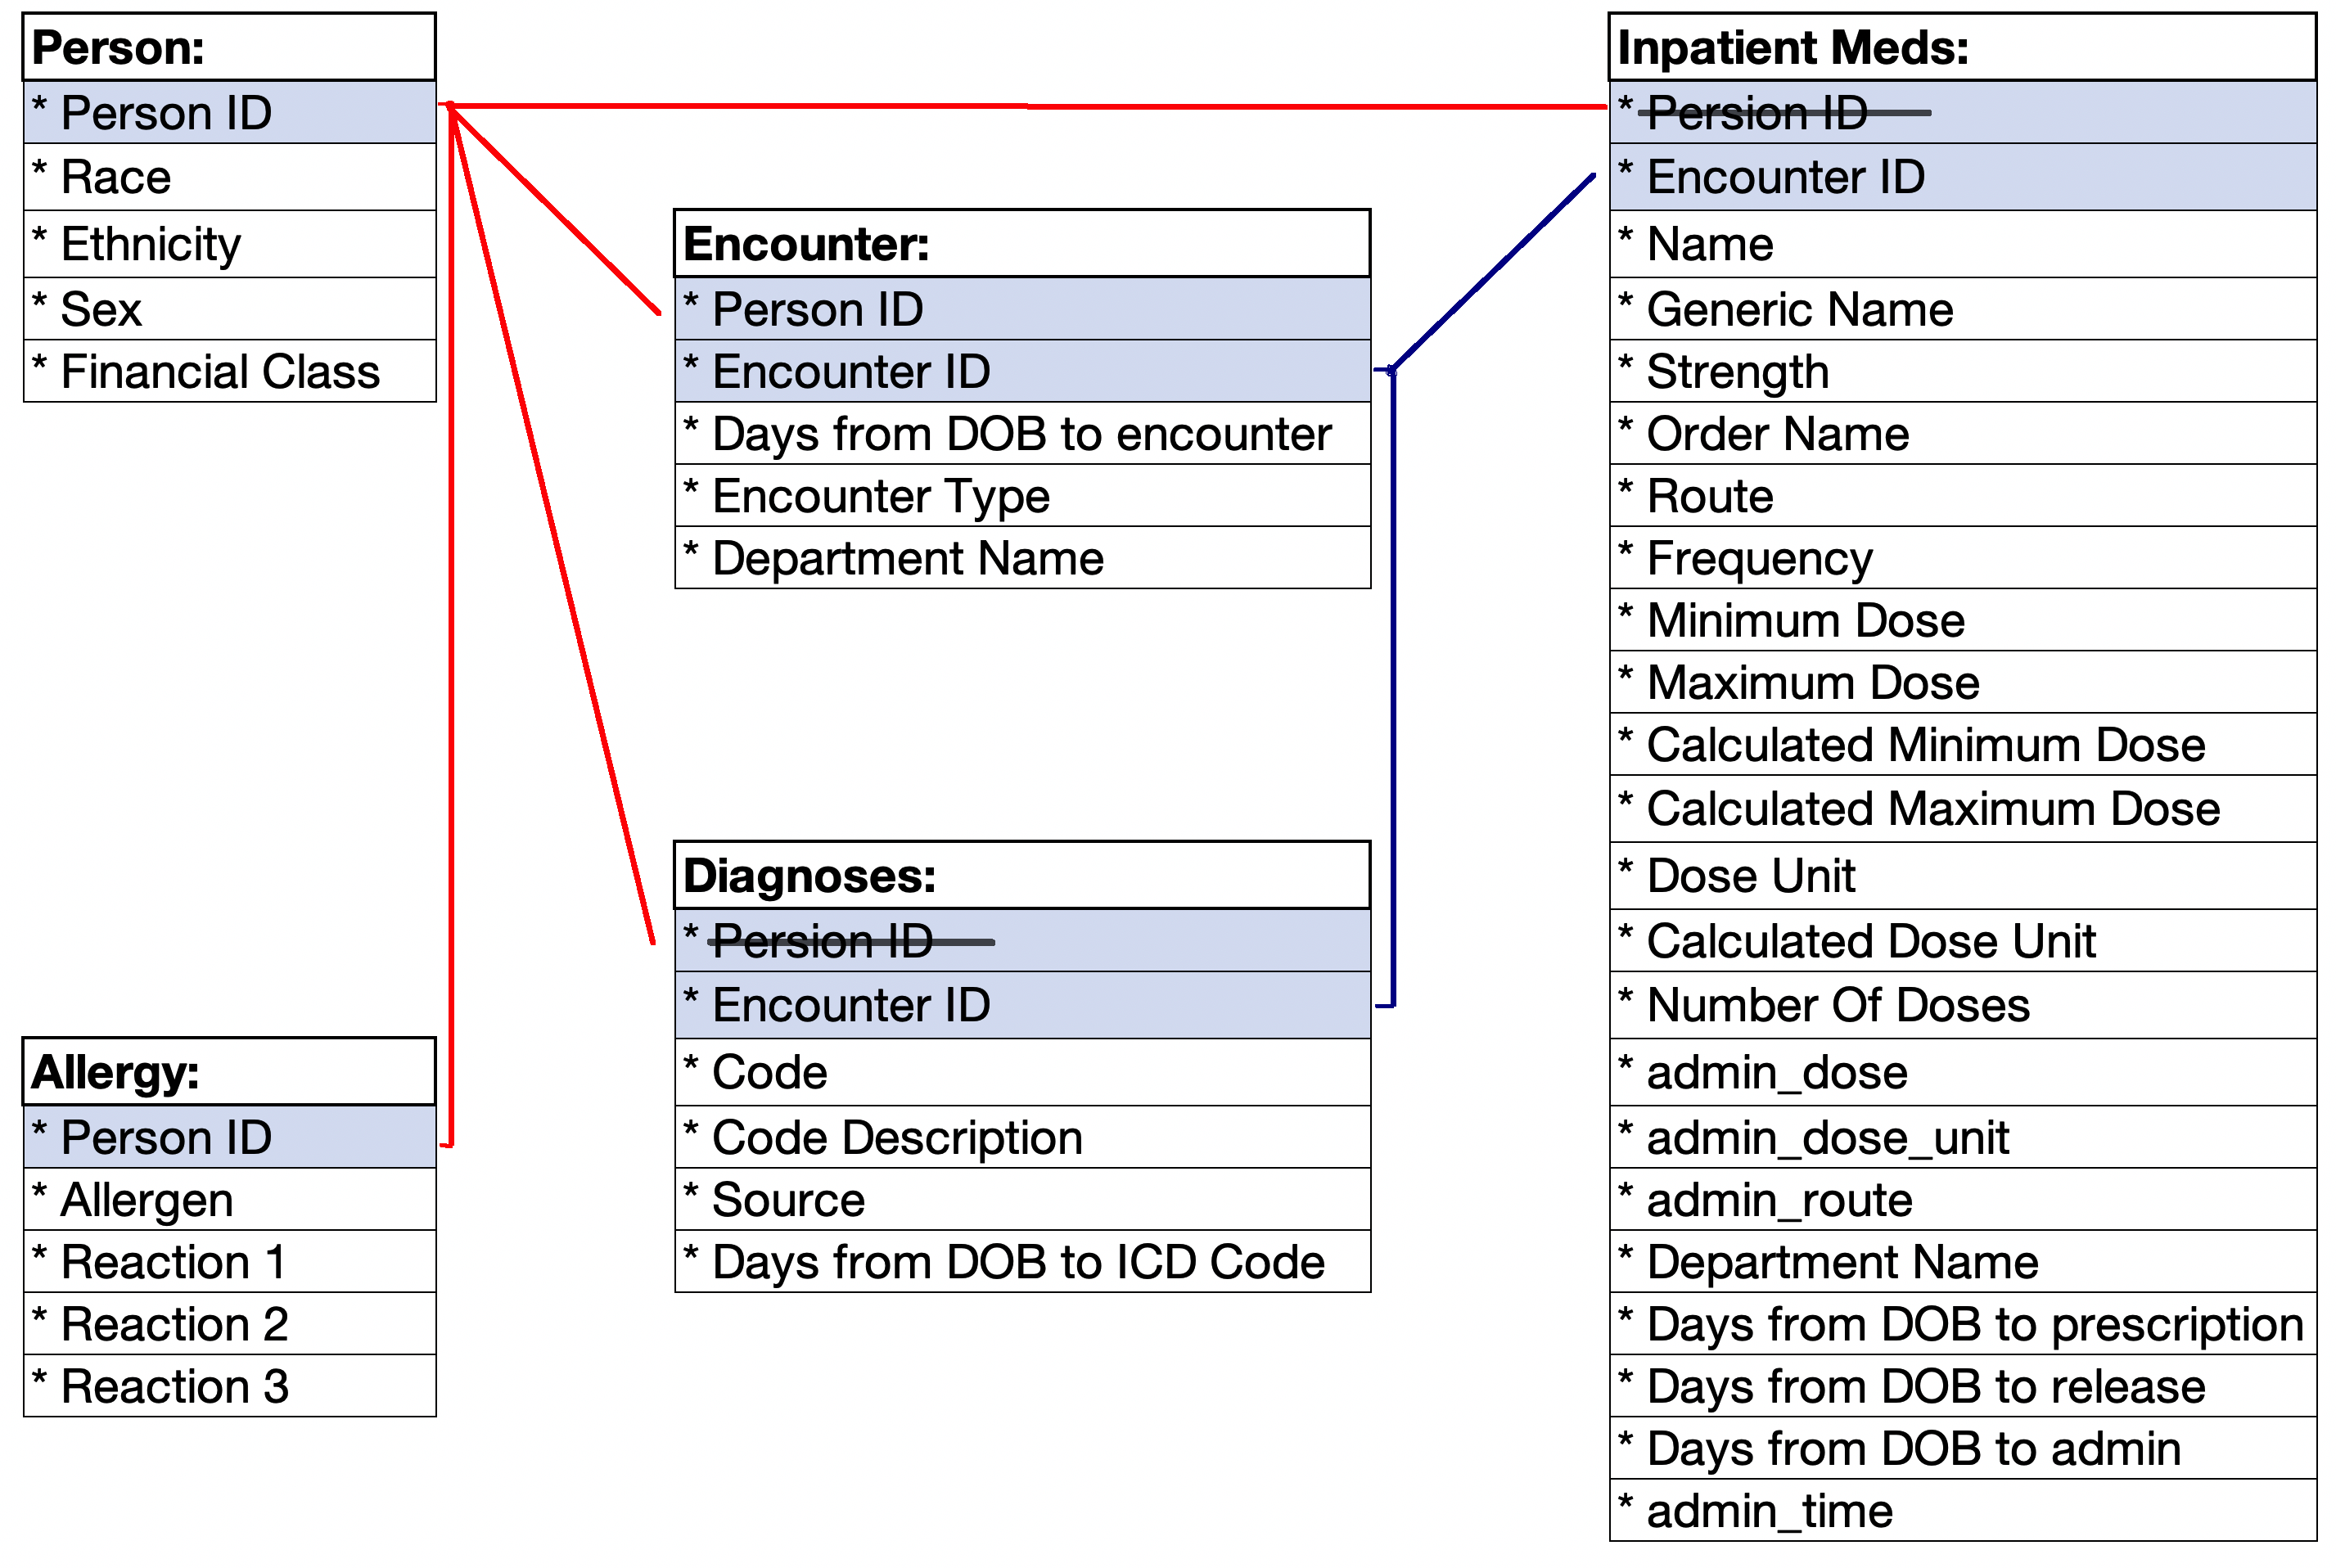 Person:
* Person ID
* Race
* Ethnicity
* Sex
* Financial Class
Encounter:
* Person ID
* Encounter ID
* Days from DOB to encounter
* Encounter Type
* Department Name
Diagnoses:
* Persion ID
* Encounter ID
* Code
* Code Description
* Source
* Days from DOB to ICD Code
Allergy:
* Person ID
* Allergen
* Reaction 1
* Reaction 2
* Reaction 3
Inpatient Meds:
* Persion ID
* Encounter ID
* Name
* Generic Name
* Strength
* Order Name
* Route
* Frequency
* Minimum Dose
* Maximum Dose
* Calculated Minimum Dose
* Calculated Maximum Dose
* Dose Unit
* Calculated Dose Unit
* Number Of Doses
* admin_dose
* admin_dose_unit
* admin_route
* Department Name
* Days from DOB to prescription
* Days from DOB to release
* Days from DOB to admin
* admin_time